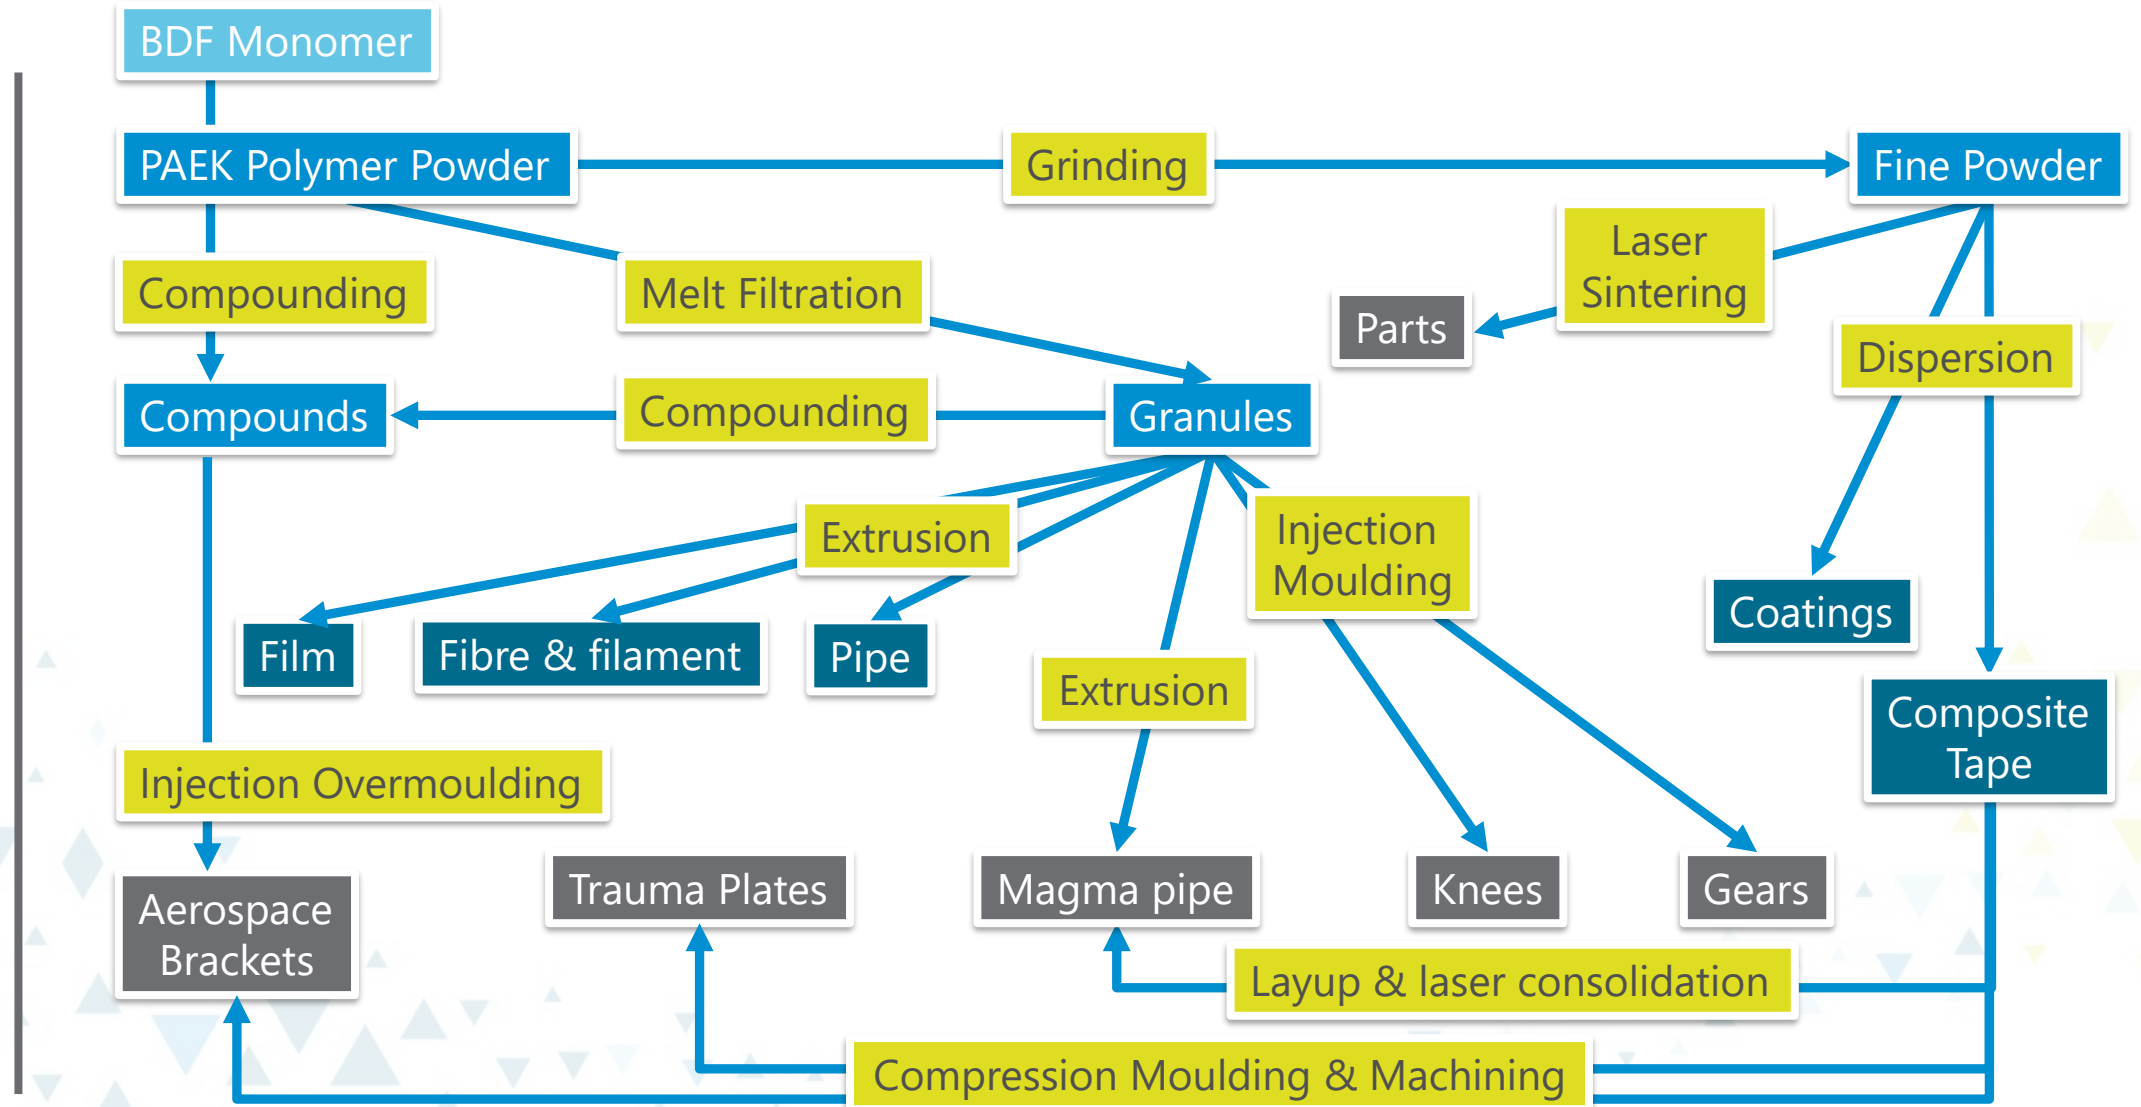 BDF Monomer
PAEK Polymer Powder
Grinding
Fine Powder
Laser
Sintering
Compounding
Melt Filtration
Parts
Dispersion
Compounds
Compounding
Granules
Extrusion
Injection
Moulding
Coatings
Film
Fibre & filament
Pipe
Extrusion
Composite
Tape
Injection Overmoulding
Aerospace
Brackets
Trauma Plates
Magma pipe
Knees
Gears
Layup & laser consolidation
Compression Moulding & Machining